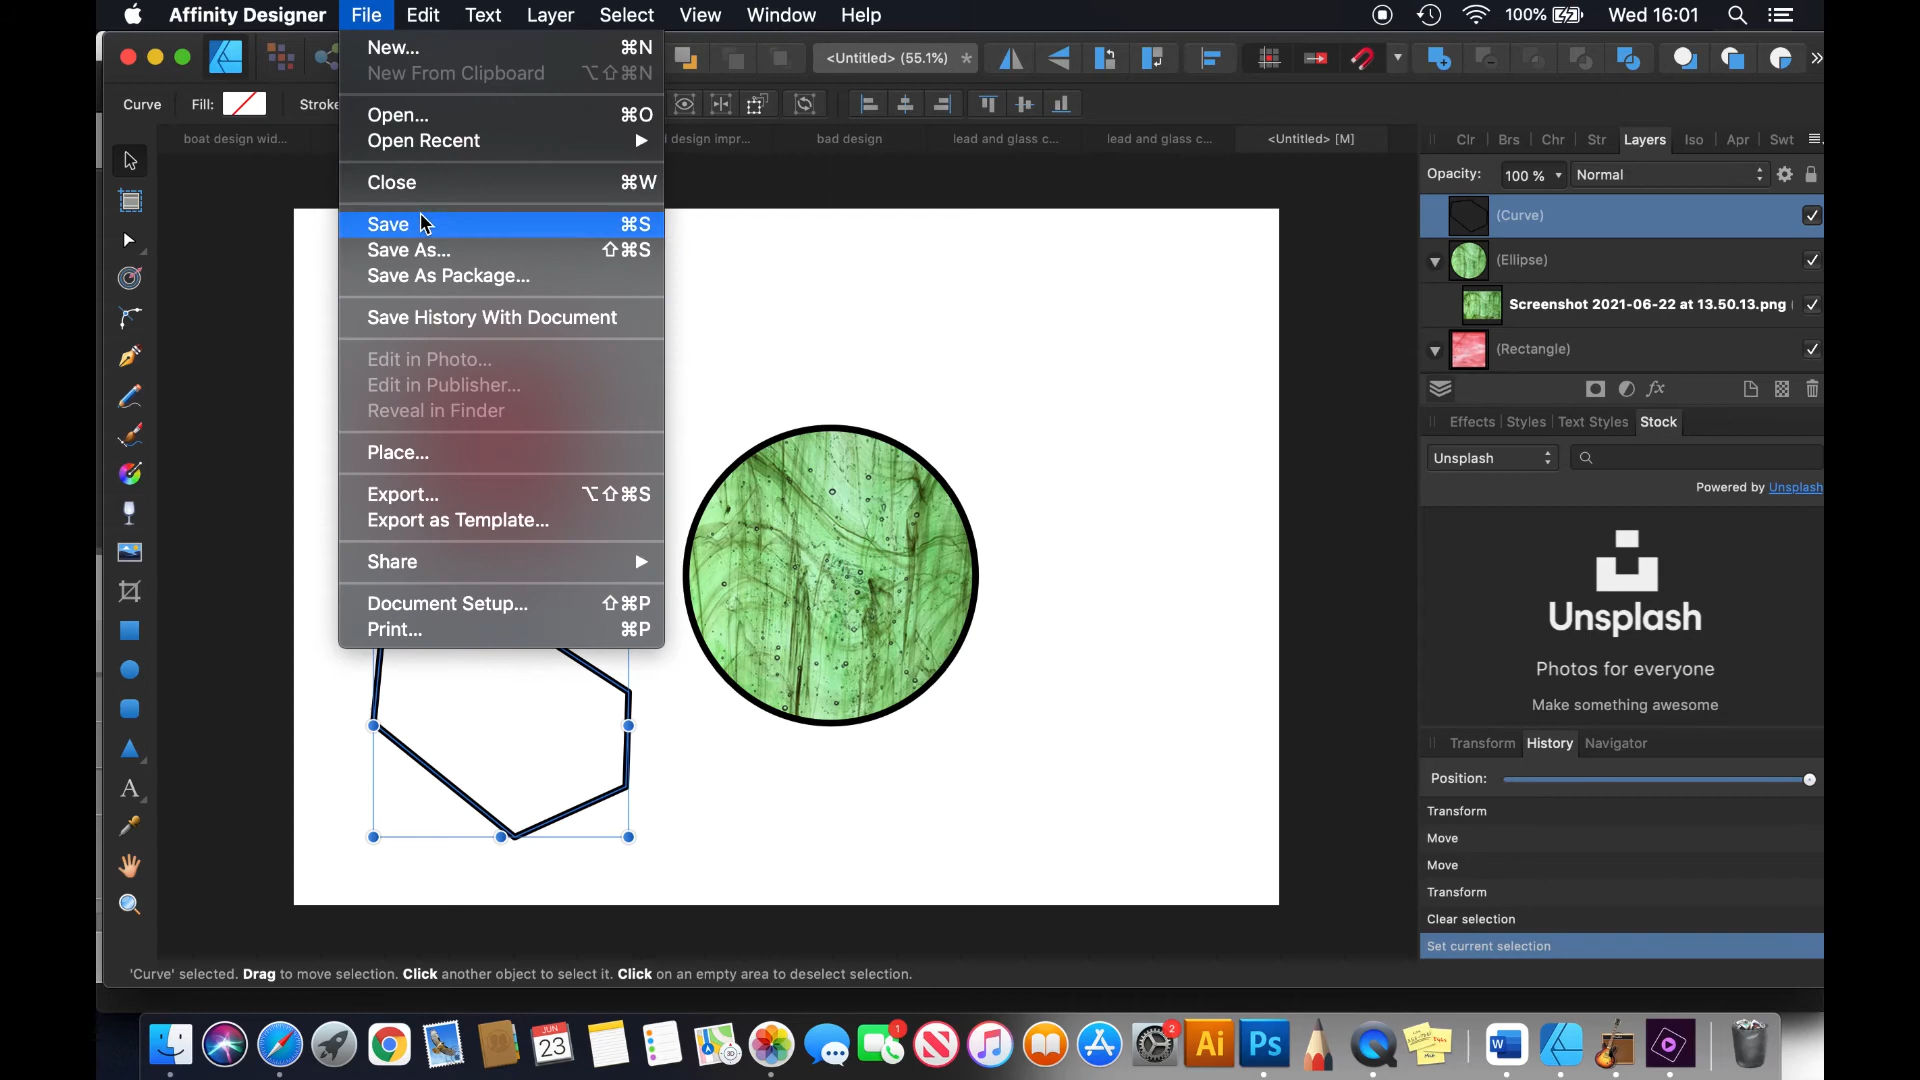 Affinity Designer File Edit Text Layer Select View Window Help 100% Wed 16:01
<Untitled> (55.1%) *
Curve Fill: Stroke
boat design wid... d design impr... bad design lead and glass c... lead and glass c... <Untitled> [M]
New... ⌘N
New From Clipboard ⌥⇧⌘N
Open... ⌘O
Open Recent
Close ⌘W
Save ⌘S
Save As... ⇧⌘S
Save As Package...
Save History With Document
Edit in Photo...
Edit in Publisher...
Reveal in Finder
Place...
Export... ⌥⇧⌘S
Export as Template...
Share
Document Setup... ⇧⌘P
Print... ⌘P
Clr Brs Chr Str Layers Iso Apr Swt
Opacity: 100 % Normal
(Curve)
(Ellipse)
Screenshot 2021-06-22 at 13.50.13.png
(Rectangle)
Effects Styles Text Styles Stock
Unsplash
Powered by Unsplash
Unsplash
Photos for everyone
Make something awesome
Transform History Navigator
Position:
Transform
Move
Move
Transform
Clear selection
Set current selection
'Curve' selected. Drag to move selection. Click another object to select it. Click on an empty area to deselect selection.
JUN
23
3D
1
2
Ai
Ps
W